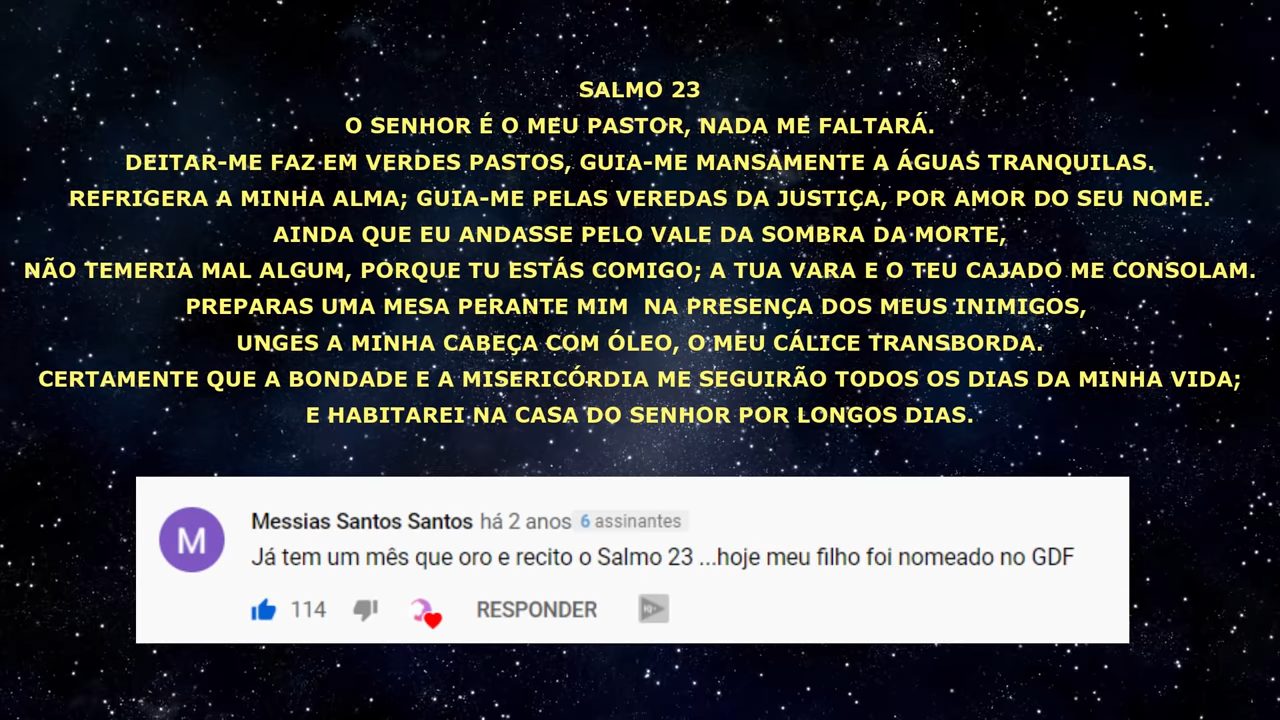 SALMO 23
O SENHOR É O MEU PASTOR, NADA ME FALTARÁ.
DEITAR-ME FAZ EM VERDES PASTOS, GUIA-ME MANSAMENTE A ÁGUAS TRANQUILAS.
REFRIGERA A MINHA ALMA; GUIA-ME PELAS VEREDAS DA JUSTIÇA, POR AMOR DO SEU NOME.
AINDA QUE EU ANDASSE PELO VALE DA SOMBRA DA MORTE,
NÃO TEMERIA MAL ALGUM, PORQUE TU ESTÁS COMIGO; A TUA VARA E O TEU CAJADO ME CONSOLAM.
PREPARAS UMA MESA PERANTE MIM  NA PRESENÇA DOS MEUS INIMIGOS,
UNGES A MINHA CABEÇA COM ÓLEO, O MEU CÁLICE TRANSBORDA.
CERTAMENTE QUE A BONDADE E A MISERICÓRDIA ME SEGUIRÃO TODOS OS DIAS DA MINHA VIDA;
E HABITAREI NA CASA DO SENHOR POR LONGOS DIAS.
M
Messias Santos Santos há 2 anos 6 assinantes
Já tem um mês que oro e recito o Salmo 23 ...hoje meu filho foi nomeado no GDF
114 RESPONDER